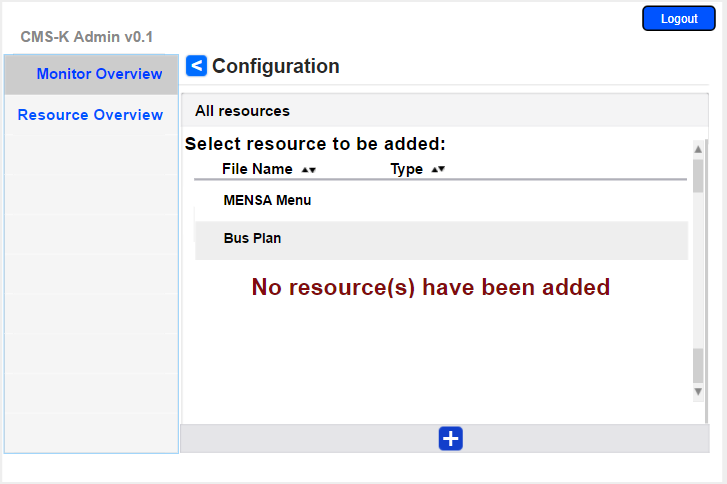 Logout
CMS-K Admin v0.1
Monitor Overview
Resource Overview
< Configuration
All resources
Select resource to be added:
File Name ▲▼ Type ▲▼
MENSA Menu
Bus Plan
No resource(s) have been added
+